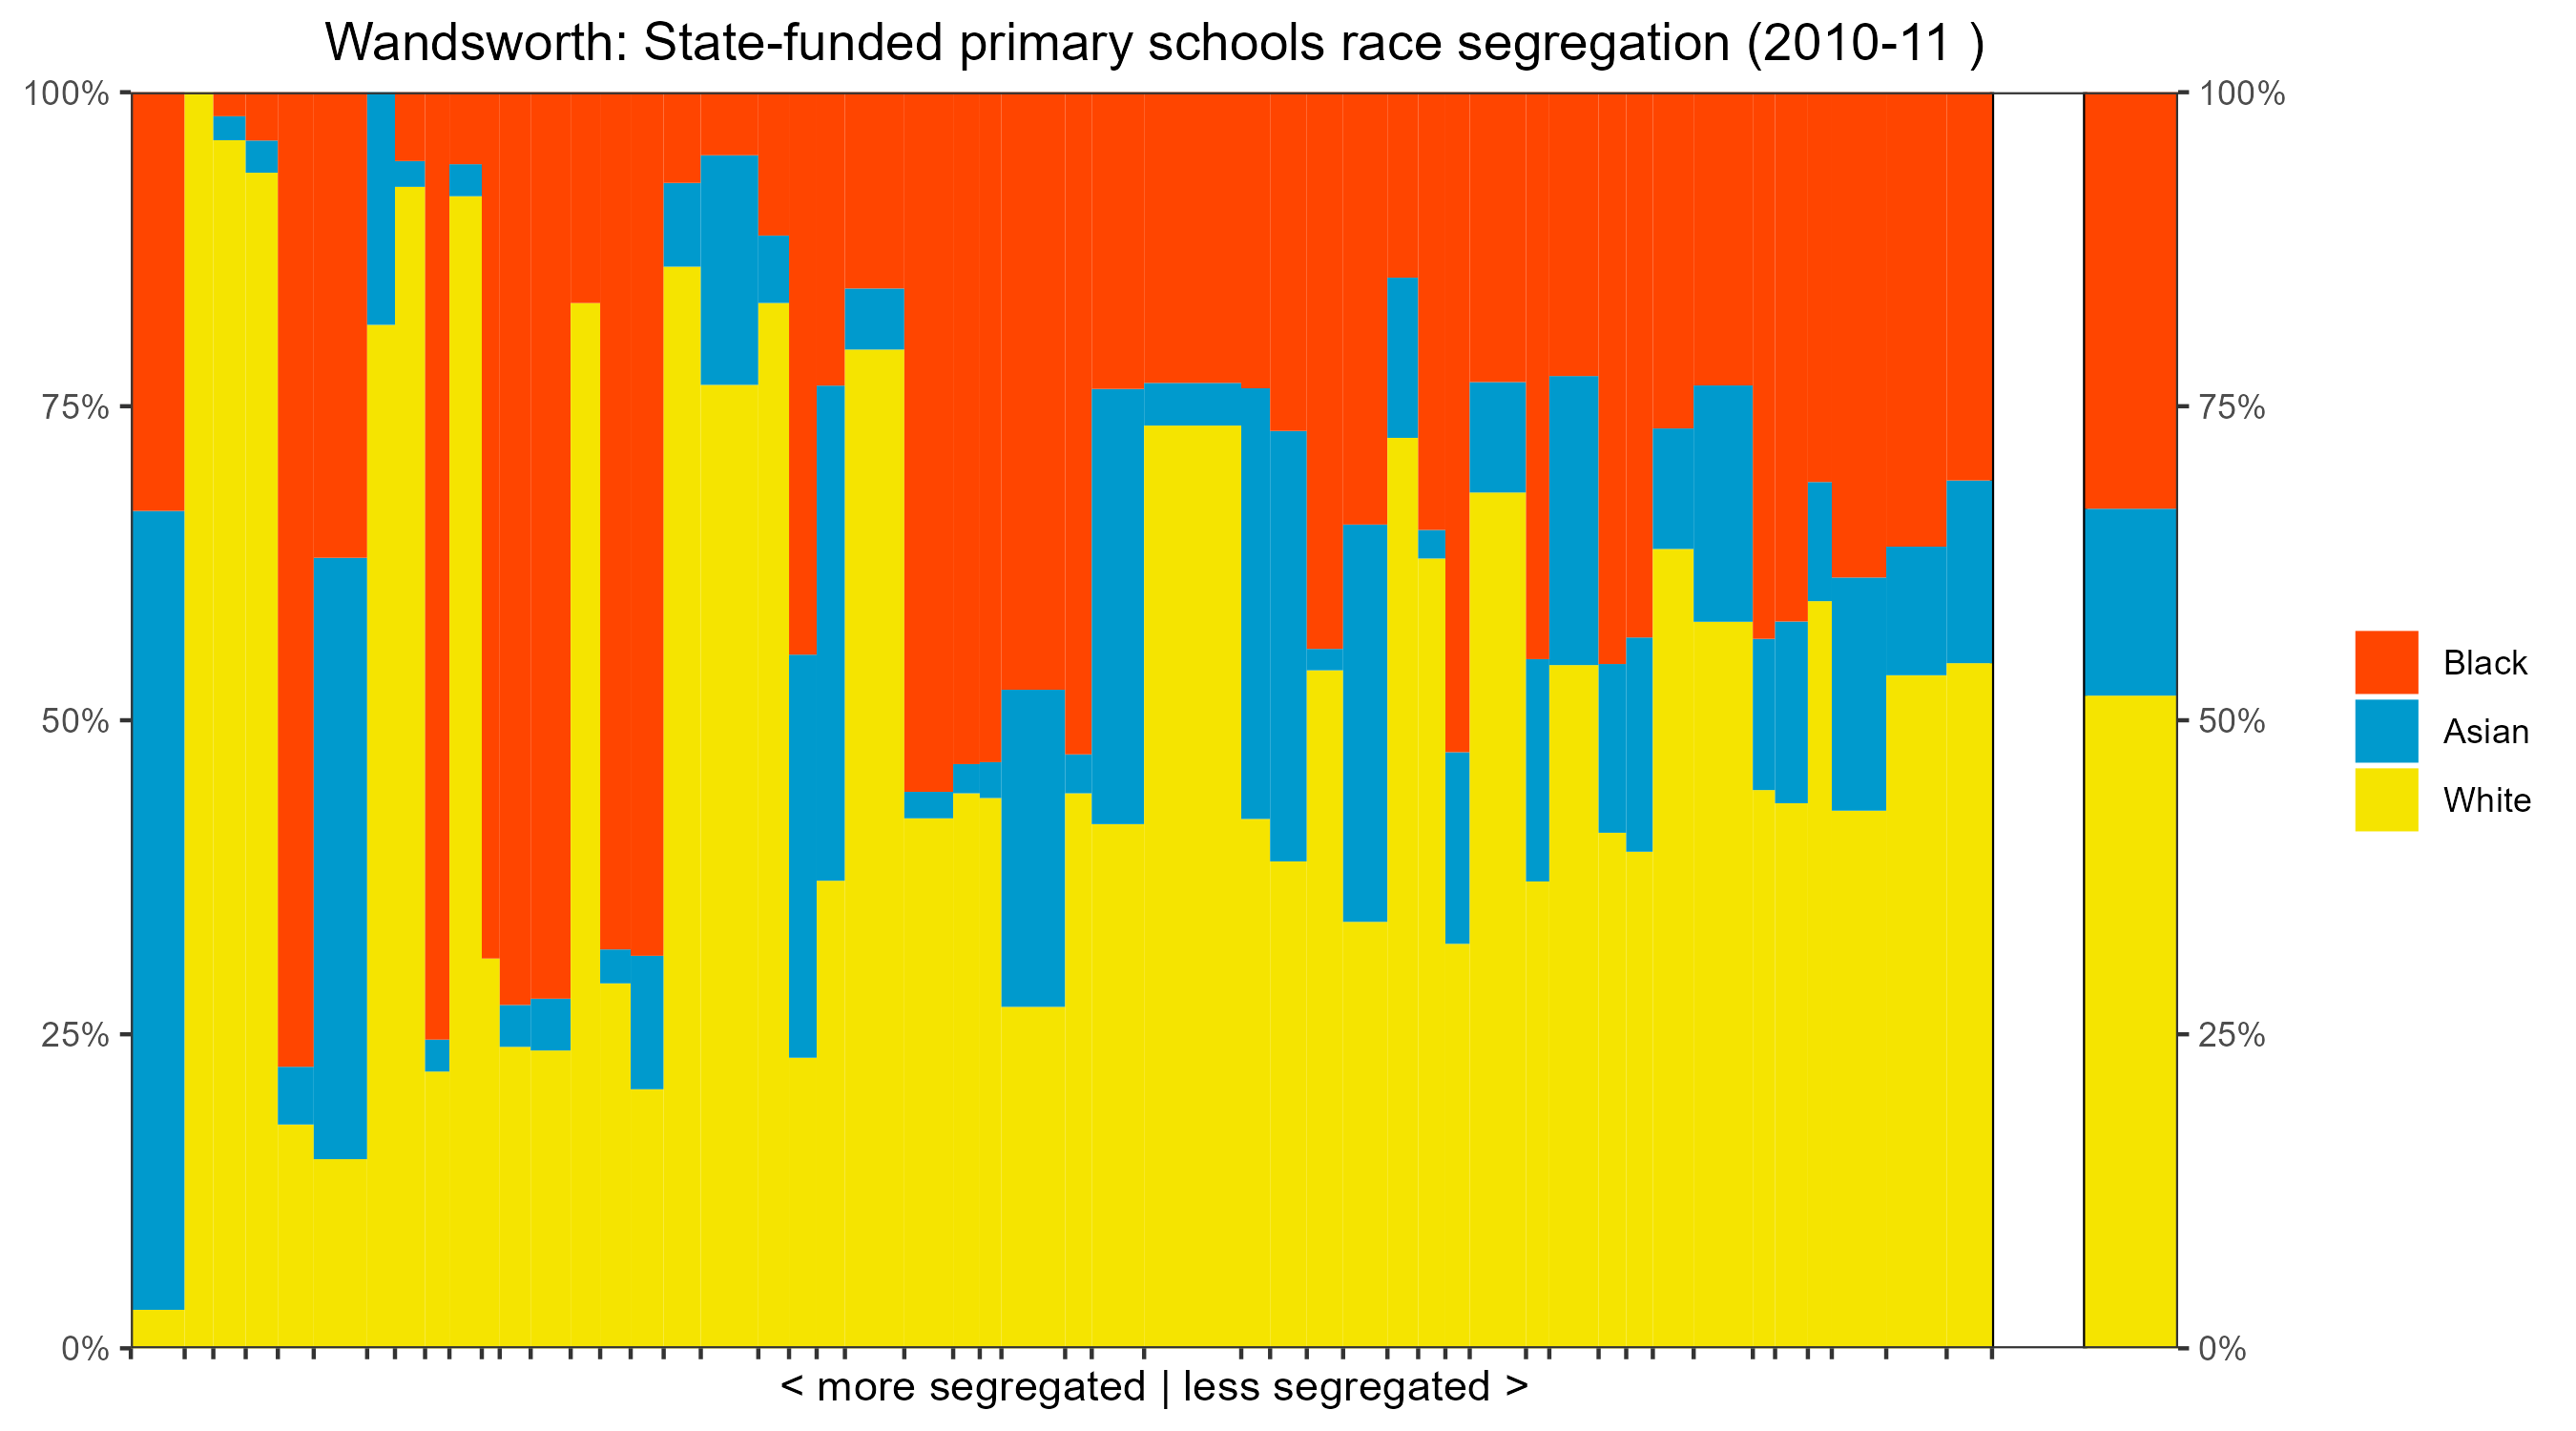 Wandsworth: State-funded primary schools race segregation (2010-11 )
100%
75%
50%
25%
0%
100%
75%
50%
25%
0%
Black
Asian
White
< more segregated | less segregated >